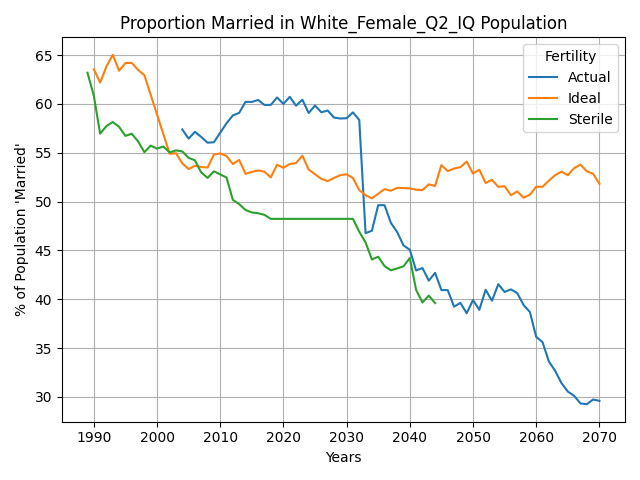 Proportion Married in White_Female_Q2_IQ Population
% of Population 'Married'
65
60
55
50
45
40
35
30
Fertility
Actual
Ideal
Sterile
1990 2000 2010 2020 2030 2040 2050 2060 2070
Years